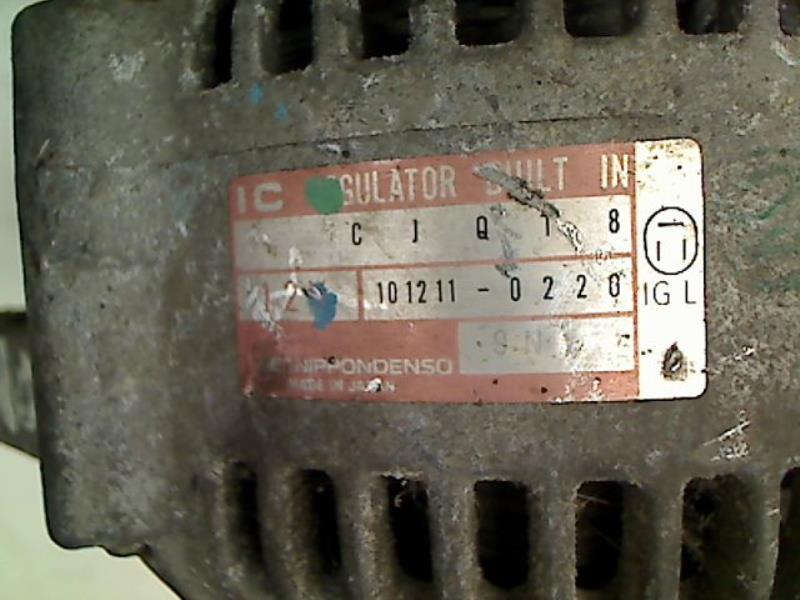 IC REGULATOR BUILT IN
C J Q 1 8
12V 101211-0220
NIPPONDENSO
MADE IN JAPAN
IG L